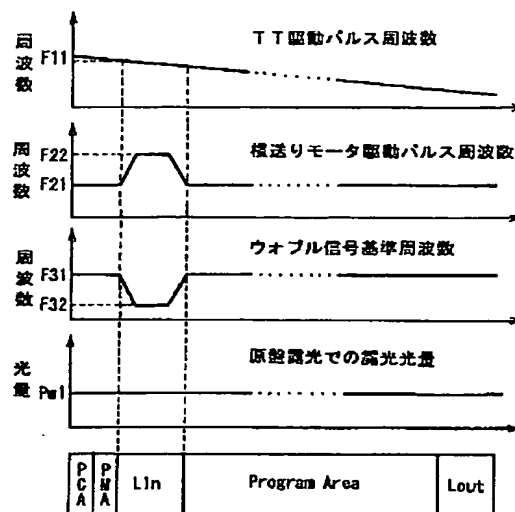 周波数
F11
TT駆動パルス周波数
周波数
F22
F21
横送りモータ駆動パルス周波数
周波数
F31
F32
ウオブル信号基準周波数
光量
Pw1
原盤露光での露光光量
PCA
PMA
LIn
Program Area
Lout